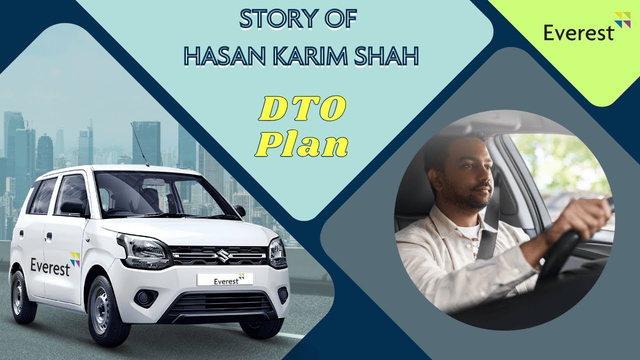 STORY OF
HASAN KARIM SHAH
DTO
Plan
Everest
Everest
Everest